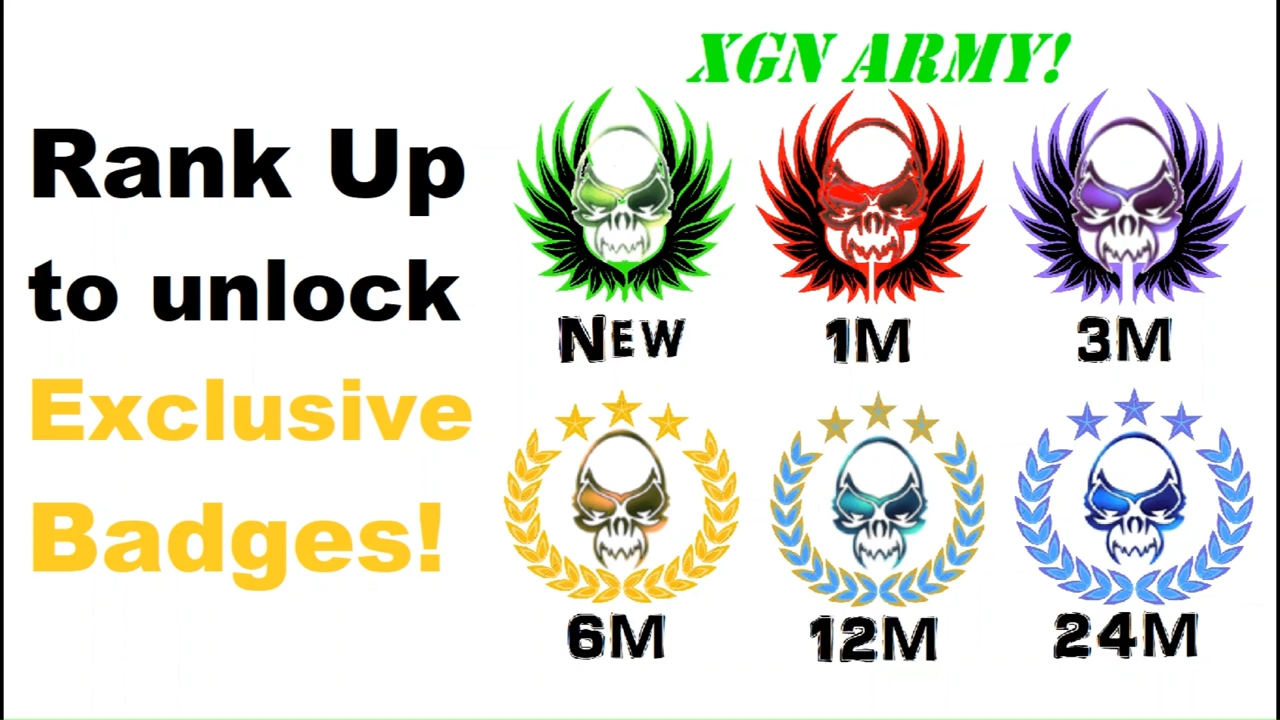 Rank Up
to unlock
Exclusive
Badges!
XGN ARMY!
NEW
1M
3M
6M
12M
24M